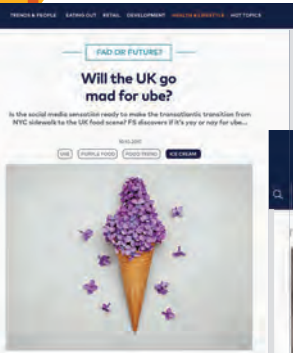 TRENDS & PEOPLE EATING OUT RETAIL DEVELOPMENT HEALTH & LIFESTYLE HOT TOPICS
FAD OR FUTURE?
Will the UK go
mad for ube?
Is the social media sensation ready to make the transatlantic transition from
NYC sidewalk to the UK food scene? FS discovers if it's yay or nay for ube...
UBE PURPLE FOOD FOOD TREND ICE CREAM